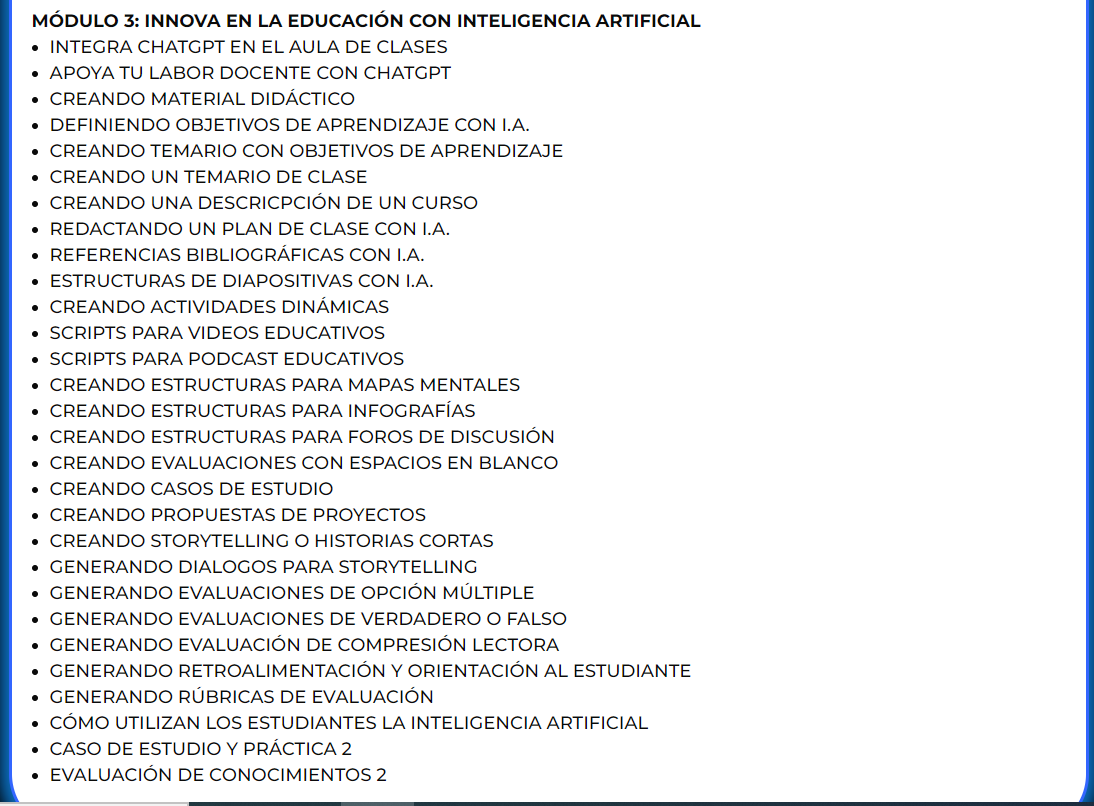 MÓDULO 3: INNOVA EN LA EDUCACIÓN CON INTELIGENCIA ARTIFICIAL
• INTEGRA CHATGPT EN EL AULA DE CLASES
• APOYA TU LABOR DOCENTE CON CHATGPT
• CREANDO MATERIAL DIDÁCTICO
• DEFINIENDO OBJETIVOS DE APRENDIZAJE CON I.A.
• CREANDO TEMARIO CON OBJETIVOS DE APRENDIZAJE
• CREANDO UN TEMARIO DE CLASE
• CREANDO UNA DESCRICPCIÓN DE UN CURSO
• REDACTANDO UN PLAN DE CLASE CON I.A.
• REFERENCIAS BIBLIOGRÁFICAS CON I.A.
• ESTRUCTURAS DE DIAPOSITIVAS CON I.A.
• CREANDO ACTIVIDADES DINÁMICAS
• SCRIPTS PARA VIDEOS EDUCATIVOS
• SCRIPTS PARA PODCAST EDUCATIVOS
• CREANDO ESTRUCTURAS PARA MAPAS MENTALES
• CREANDO ESTRUCTURAS PARA INFOGRAFÍAS
• CREANDO ESTRUCTURAS PARA FOROS DE DISCUSIÓN
• CREANDO EVALUACIONES CON ESPACIOS EN BLANCO
• CREANDO CASOS DE ESTUDIO
• CREANDO PROPUESTAS DE PROYECTOS
• CREANDO STORYTELLING O HISTORIAS CORTAS
• GENERANDO DIALOGOS PARA STORYTELLING
• GENERANDO EVALUACIONES DE OPCIÓN MÚLTIPLE
• GENERANDO EVALUACIONES DE VERDADERO O FALSO
• GENERANDO EVALUACIÓN DE COMPRESIÓN LECTORA
• GENERANDO RETROALIMENTACIÓN Y ORIENTACIÓN AL ESTUDIANTE
• GENERANDO RÚBRICAS DE EVALUACIÓN
• CÓMO UTILIZAN LOS ESTUDIANTES LA INTELIGENCIA ARTIFICIAL
• CASO DE ESTUDIO Y PRÁCTICA 2
• EVALUACIÓN DE CONOCIMIENTOS 2